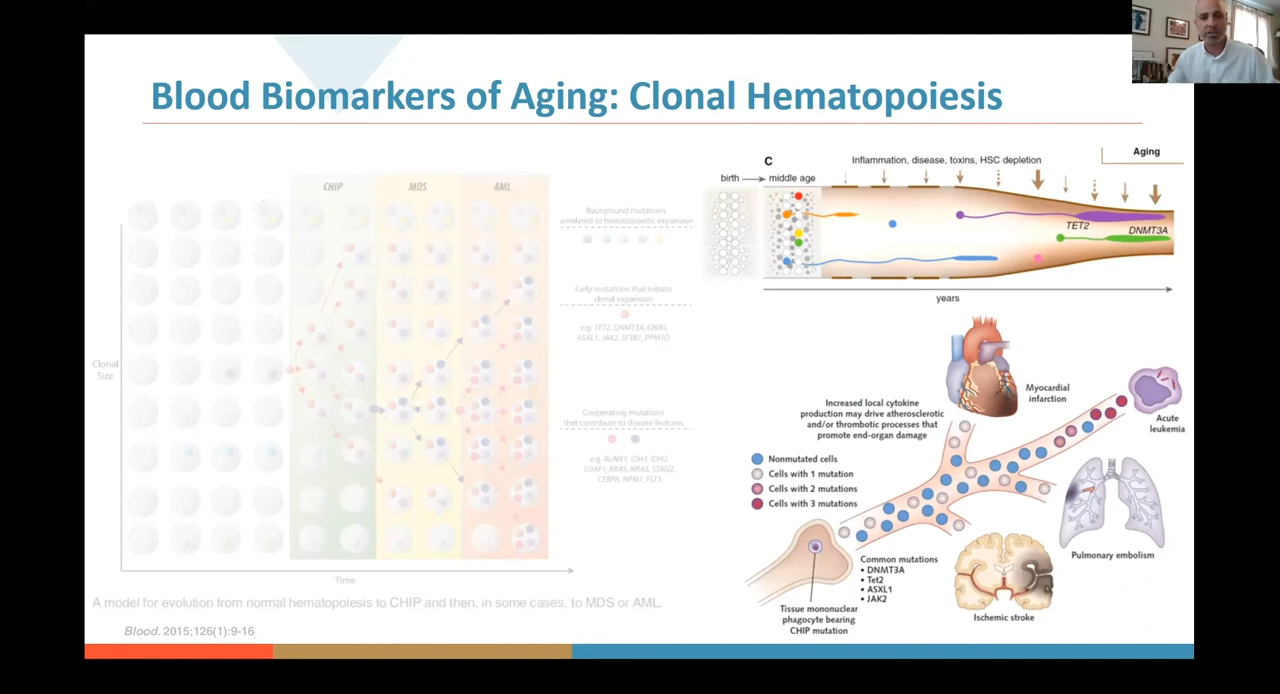 Blood Biomarkers of Aging: Clonal Hematopoiesis
CHIP
MDS
AML
Clonal
Size
Time
Background mutations
unrelated to hematopoietic expansion
Early mutations that initiate
clonal expansion
e.g. TET2, DNMT3A, GNAS,
ASXL1, JAK2, SF3B1, PPM1D
Cooperating mutations
that contribute to disease features
e.g. RUNX1, IDH1, IDH2,
U2AF1, KRAS, NRAS, STAG2,
CEBPA, NPM1, FLT3
A model for evolution from normal hematopoiesis to CHIP and then, in some cases, to MDS or AML.
Blood. 2015;126(1):9-16
C
Inflammation, disease, toxins, HSC depletion
Aging
birth
middle age
TET2
DNMT3A
years
Increased local cytokine
production may drive atherosclerotic
and/or thrombotic processes that
promote end-organ damage
Myocardial
infarction
Acute
leukemia
Nonmutated cells
Cells with 1 mutation
Cells with 2 mutations
Cells with 3 mutations
Pulmonary embolism
Common mutations
• DNMT3A
• Tet2
• ASXL1
• JAK2
Ischemic stroke
Tissue mononuclear
phagocyte bearing
CHIP mutation